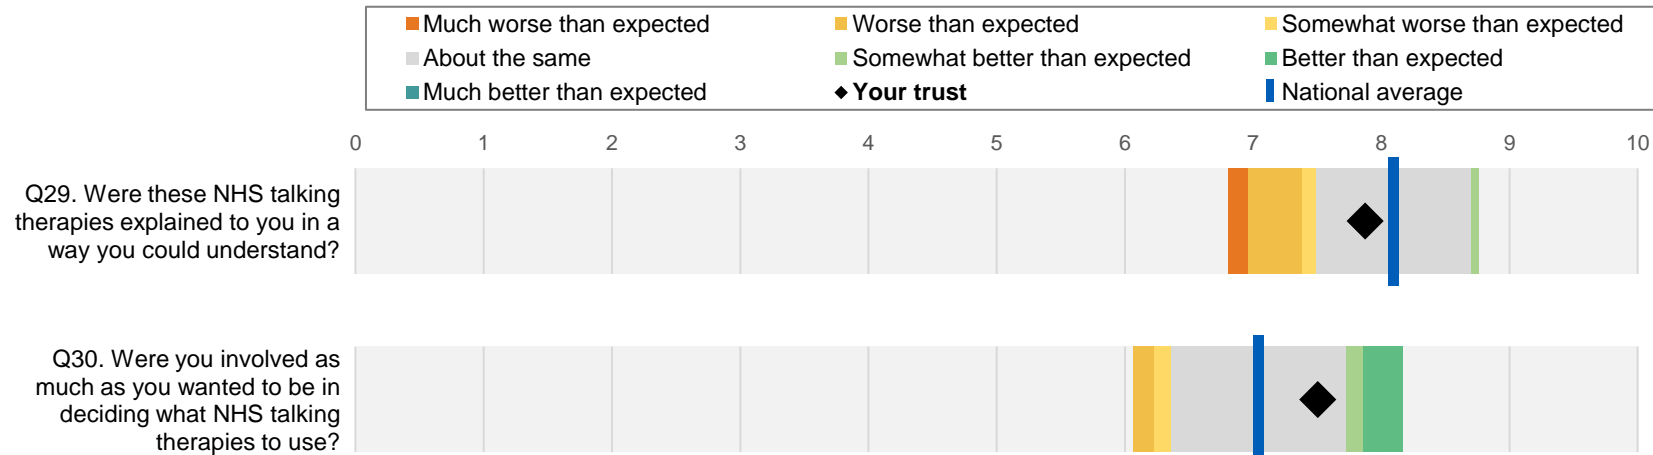 Much worse than expected
Worse than expected
Somewhat worse than expected
About the same
Somewhat better than expected
Better than expected
Much better than expected
Your trust
National average
0 1 2 3 4 5 6 7 8 9 10
Q29. Were these NHS talking
therapies explained to you in a
way you could understand?
Q30. Were you involved as
much as you wanted to be in
deciding what NHS talking
therapies to use?